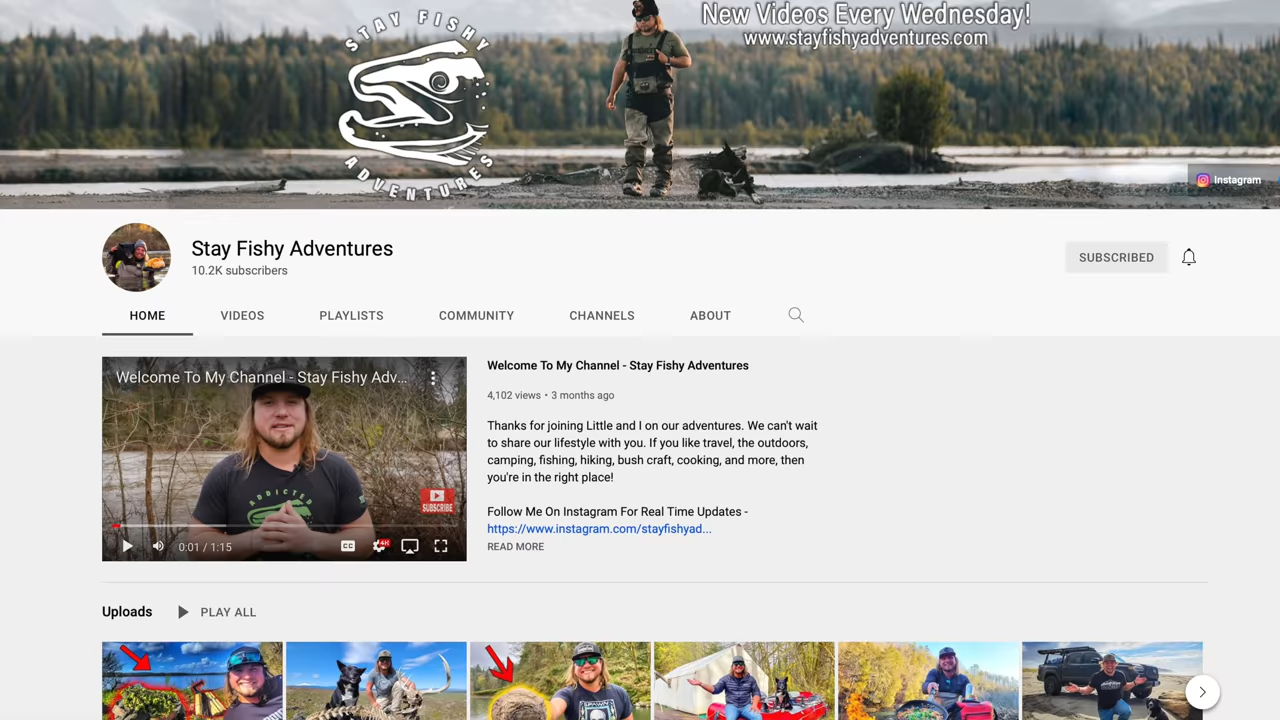 New Videos Every Wednesday!
www.stayfishyadventures.com
STAY FISHY
ADVENTURES
Instagram
Stay Fishy Adventures
10.2K subscribers
SUBSCRIBED
HOME
VIDEOS
PLAYLISTS
COMMUNITY
CHANNELS
ABOUT
Welcome To My Channel - Stay Fishy Adv...
ADDICTED
SUBSCRIBE
0:01 / 1:15
CC
4K
Welcome To My Channel - Stay Fishy Adventures
4,102 views • 3 months ago
Thanks for joining Little and I on our adventures. We can't wait
to share our lifestyle with you. If you like travel, the outdoors,
camping, fishing, hiking, bush craft, cooking, and more, then
you're in the right place!
Follow Me On Instagram For Real Time Updates -
https://www.instagram.com/stayfishyad...
READ MORE
Uploads
PLAY ALL